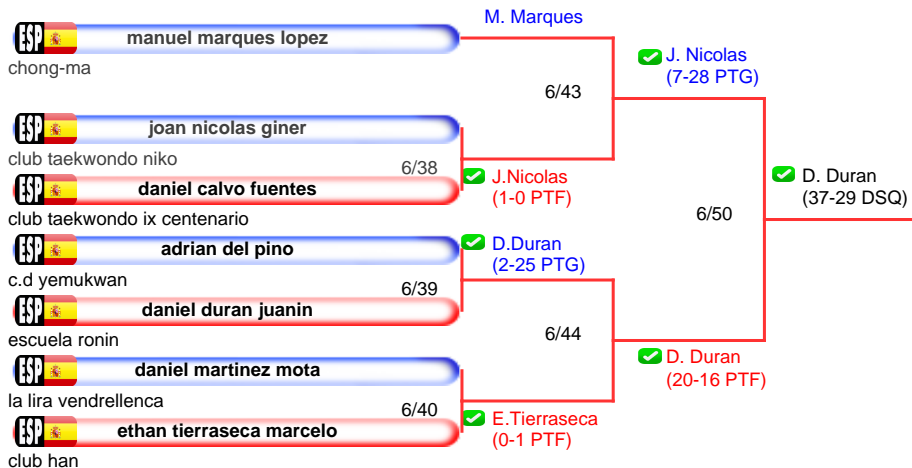 M. Marques
ESP manuel marques lopez
chong-ma
J. Nicolas
(7-28 PTG)
6/43
ESP joan nicolas giner
club taekwondo niko
6/38
J.Nicolas
(1-0 PTF)
ESP daniel calvo fuentes
club taekwondo ix centenario
D. Duran
(37-29 DSQ)
6/50
ESP adrian del pino
c.d yemukwan
D.Duran
(2-25 PTG)
6/39
ESP daniel duran juanin
escuela ronin
6/44
ESP daniel martinez mota
la lira vendrellenca
D. Duran
(20-16 PTF)
6/40
E.Tierraseca
(0-1 PTF)
ESP ethan tierraseca marcelo
club han